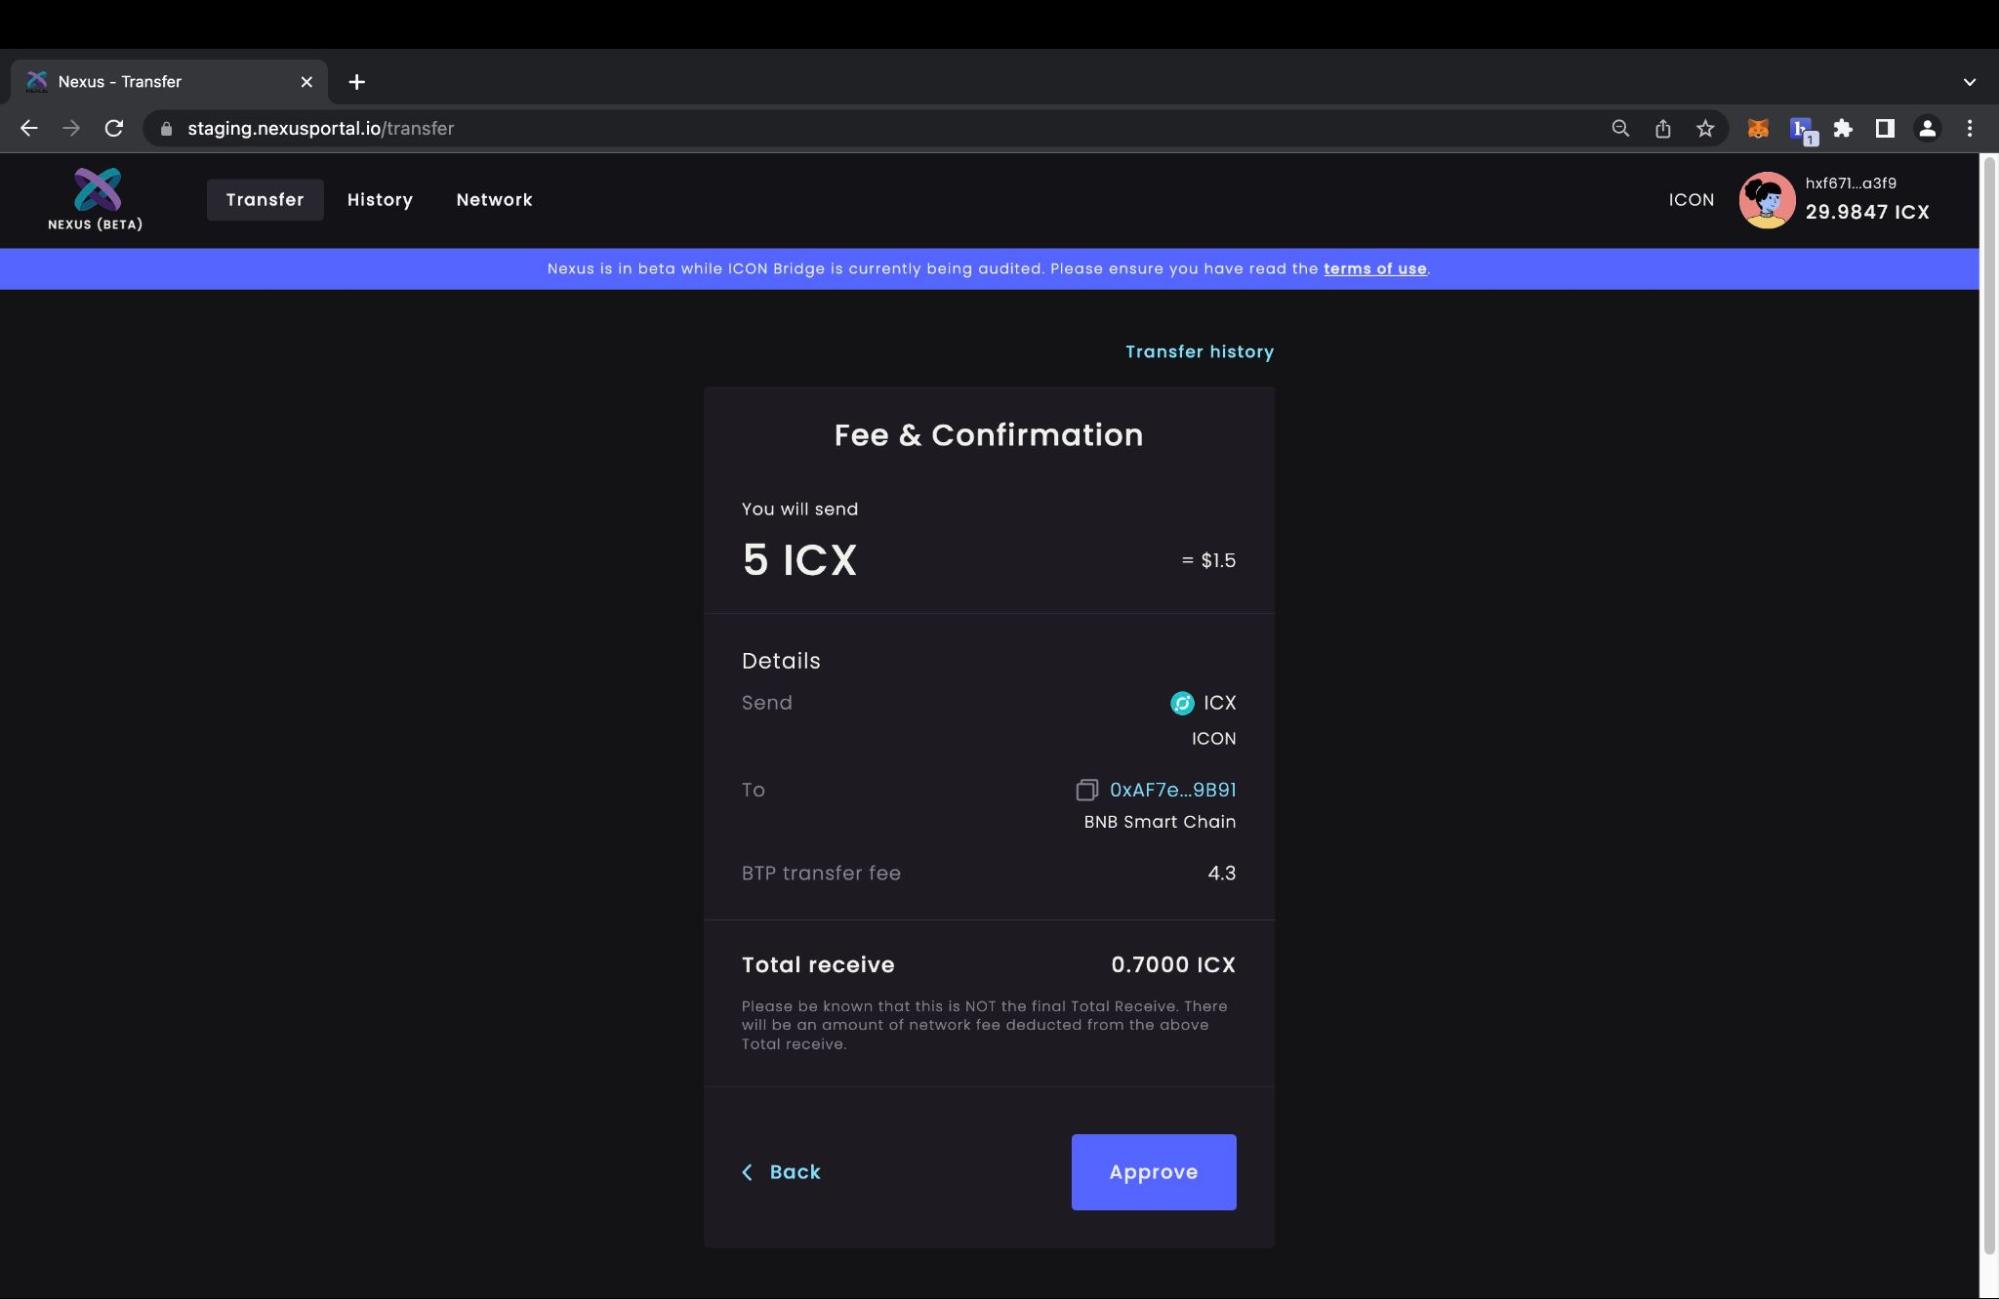 Nexus - Transfer
staging.nexusportal.io/transfer
1
NEXUS (BETA)
Transfer
History
Network
ICON
hxf671...a3f9
29.9847 ICX
Nexus is in beta while ICON Bridge is currently being audited. Please ensure you have read the terms of use.
Transfer history
Fee & Confirmation
You will send
5 ICX
= $1.5
Details
Send
ICX
ICON
To
0xAF7e...9B91
BNB Smart Chain
BTP transfer fee
4.3
Total receive
0.7000 ICX
Please be known that this is NOT the final Total Receive. There
will be an amount of network fee deducted from the above
Total receive.
Back
Approve